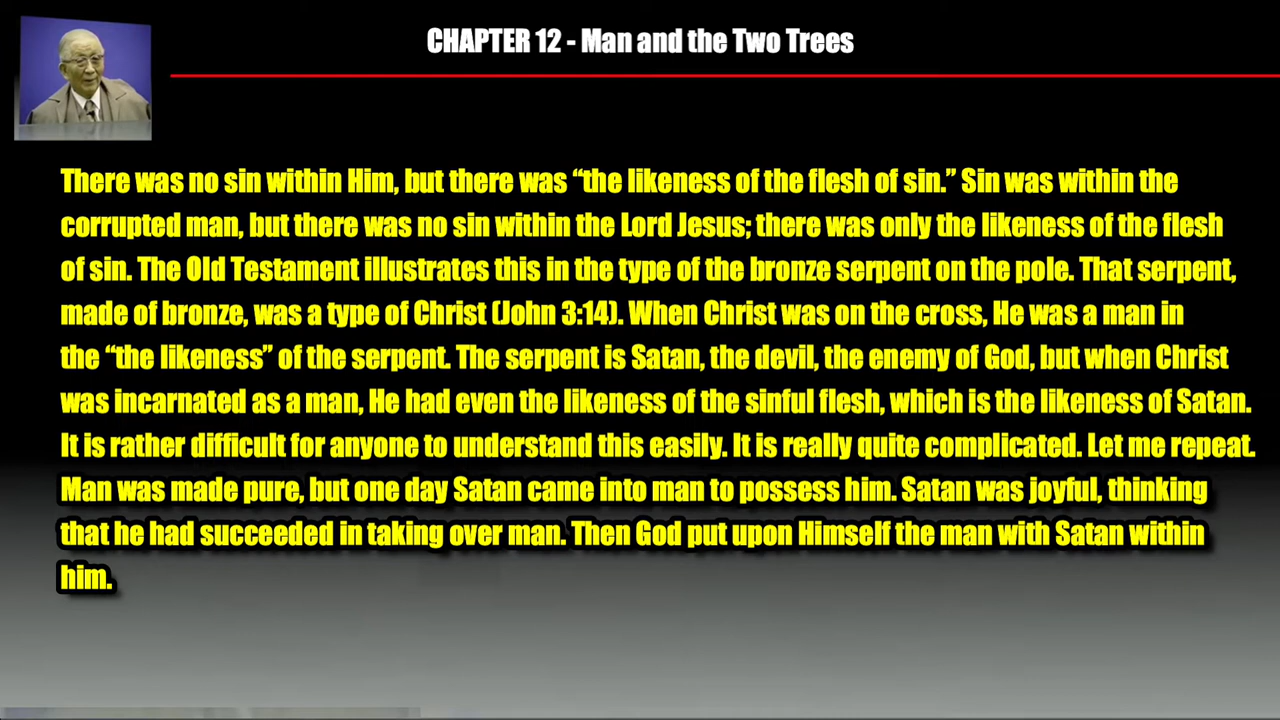 CHAPTER 12 - Man and the Two Trees
There was no sin within Him, but there was “the likeness of the flesh of sin.” Sin was within the
corrupted man, but there was no sin within the Lord Jesus; there was only the likeness of the flesh
of sin. The Old Testament illustrates this in the type of the bronze serpent on the pole. That serpent,
made of bronze, was a type of Christ (John 3:14). When Christ was on the cross, He was a man in
the “the likeness” of the serpent. The serpent is Satan, the devil, the enemy of God, but when Christ
was incarnated as a man, He had even the likeness of the sinful flesh, which is the likeness of Satan.
It is rather difficult for anyone to understand this easily. It is really quite complicated. Let me repeat.
Man was made pure, but one day Satan came into man to possess him. Satan was joyful, thinking
that he had succeeded in taking over man. Then God put upon Himself the man with Satan within
him.